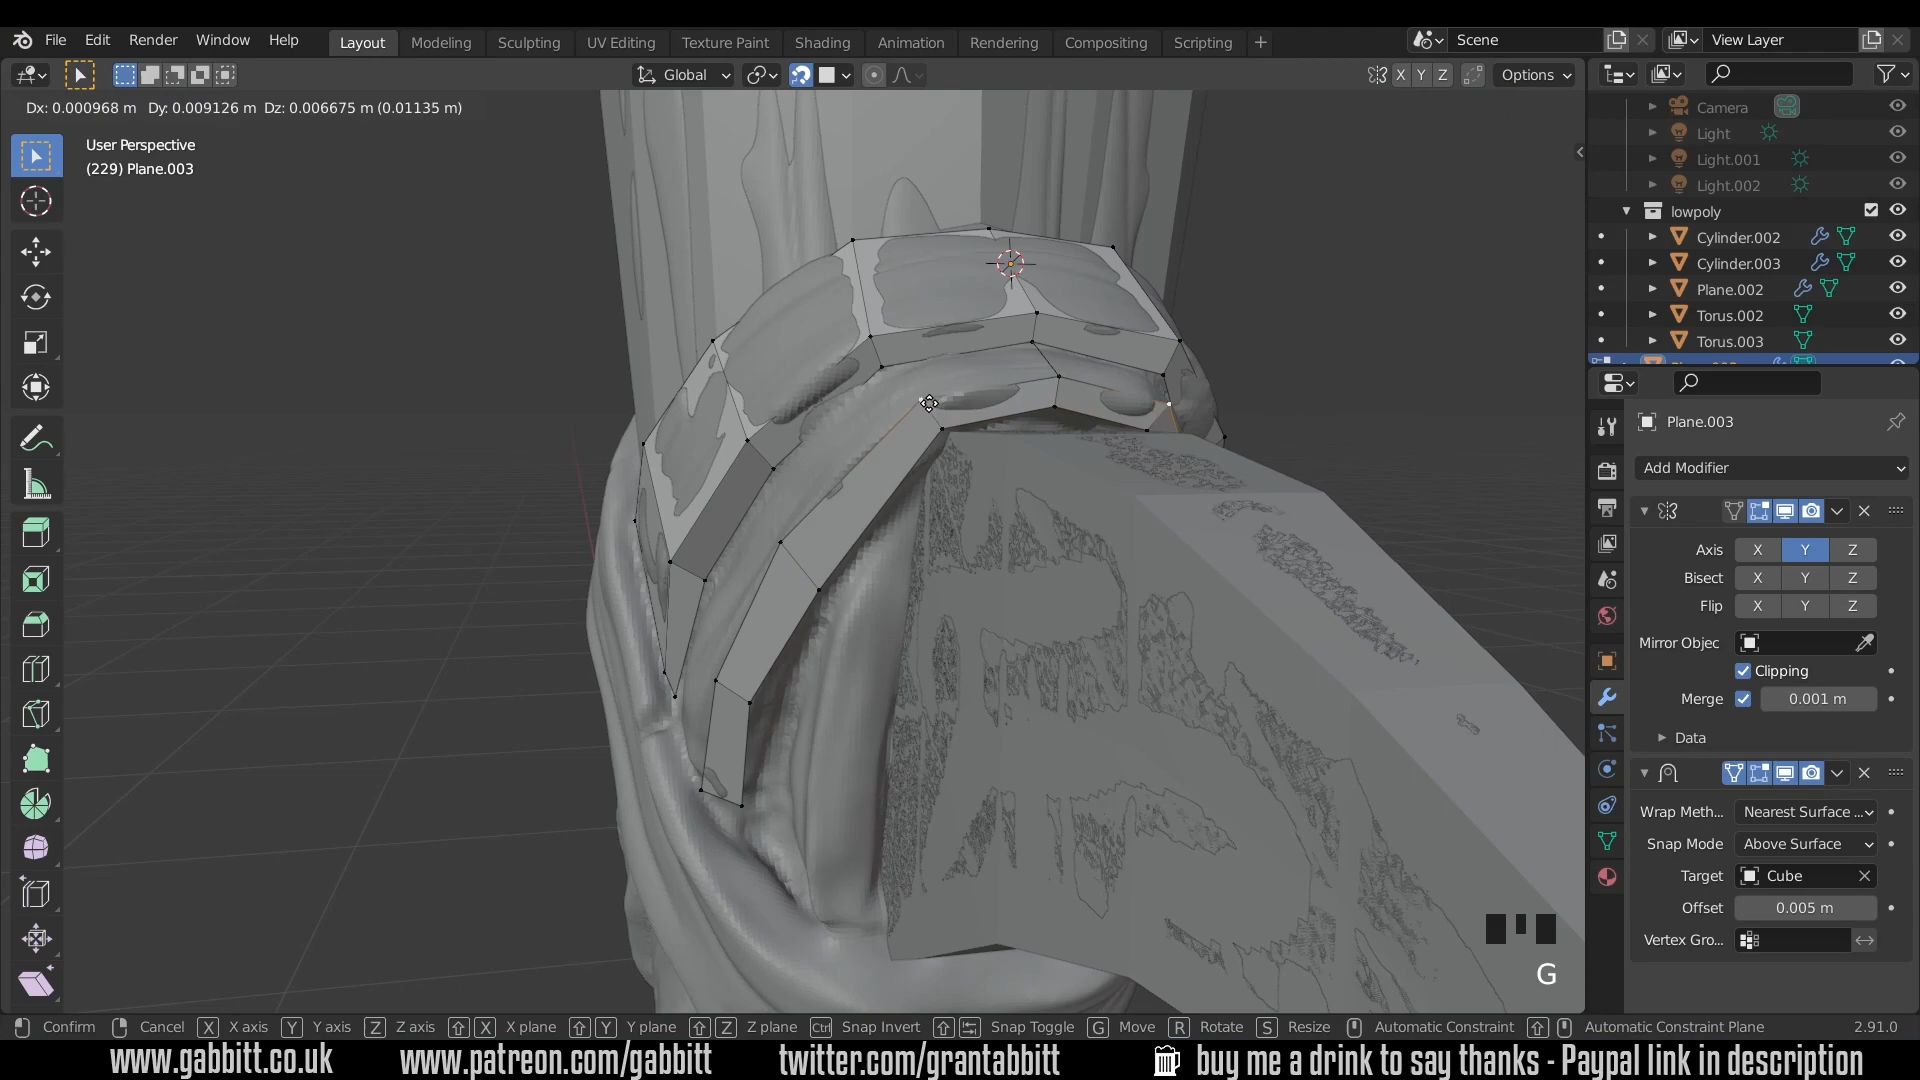 File Edit Render Window Help Layout Modeling Sculpting UV Editing Texture Paint Shading Animation Rendering Compositing Scripting + Scene View Layer
Global X Y Z Options
Dx: 0.000968 m Dy: 0.009126 m Dz: 0.006675 m (0.01135 m)
User Perspective
(229) Plane.003
Camera
Light
Light.001
Light.002
lowpoly
Cylinder.002
Cylinder.003
Plane.002
Torus.002
Torus.003
Plane.003
Add Modifier
Axis X Y Z
Bisect X Y Z
Flip X Y Z
Mirror Objec
Clipping
Merge 0.001 m
Data
Wrap Meth... Nearest Surface ...
Snap Mode Above Surface
Target Cube
Offset 0.005 m
Vertex Gro...
G
Confirm Cancel X X axis Y Y axis Z Z axis X X plane Y Y plane Z Z plane Ctrl Snap Invert Snap Toggle G Move R Rotate S Resize Automatic Constraint Automatic Constraint Plane 2.91.0
www.gabbitt.co.uk www.patreon.com/gabbitt twitter.com/grantabbitt buy me a drink to say thanks - Paypal link in description